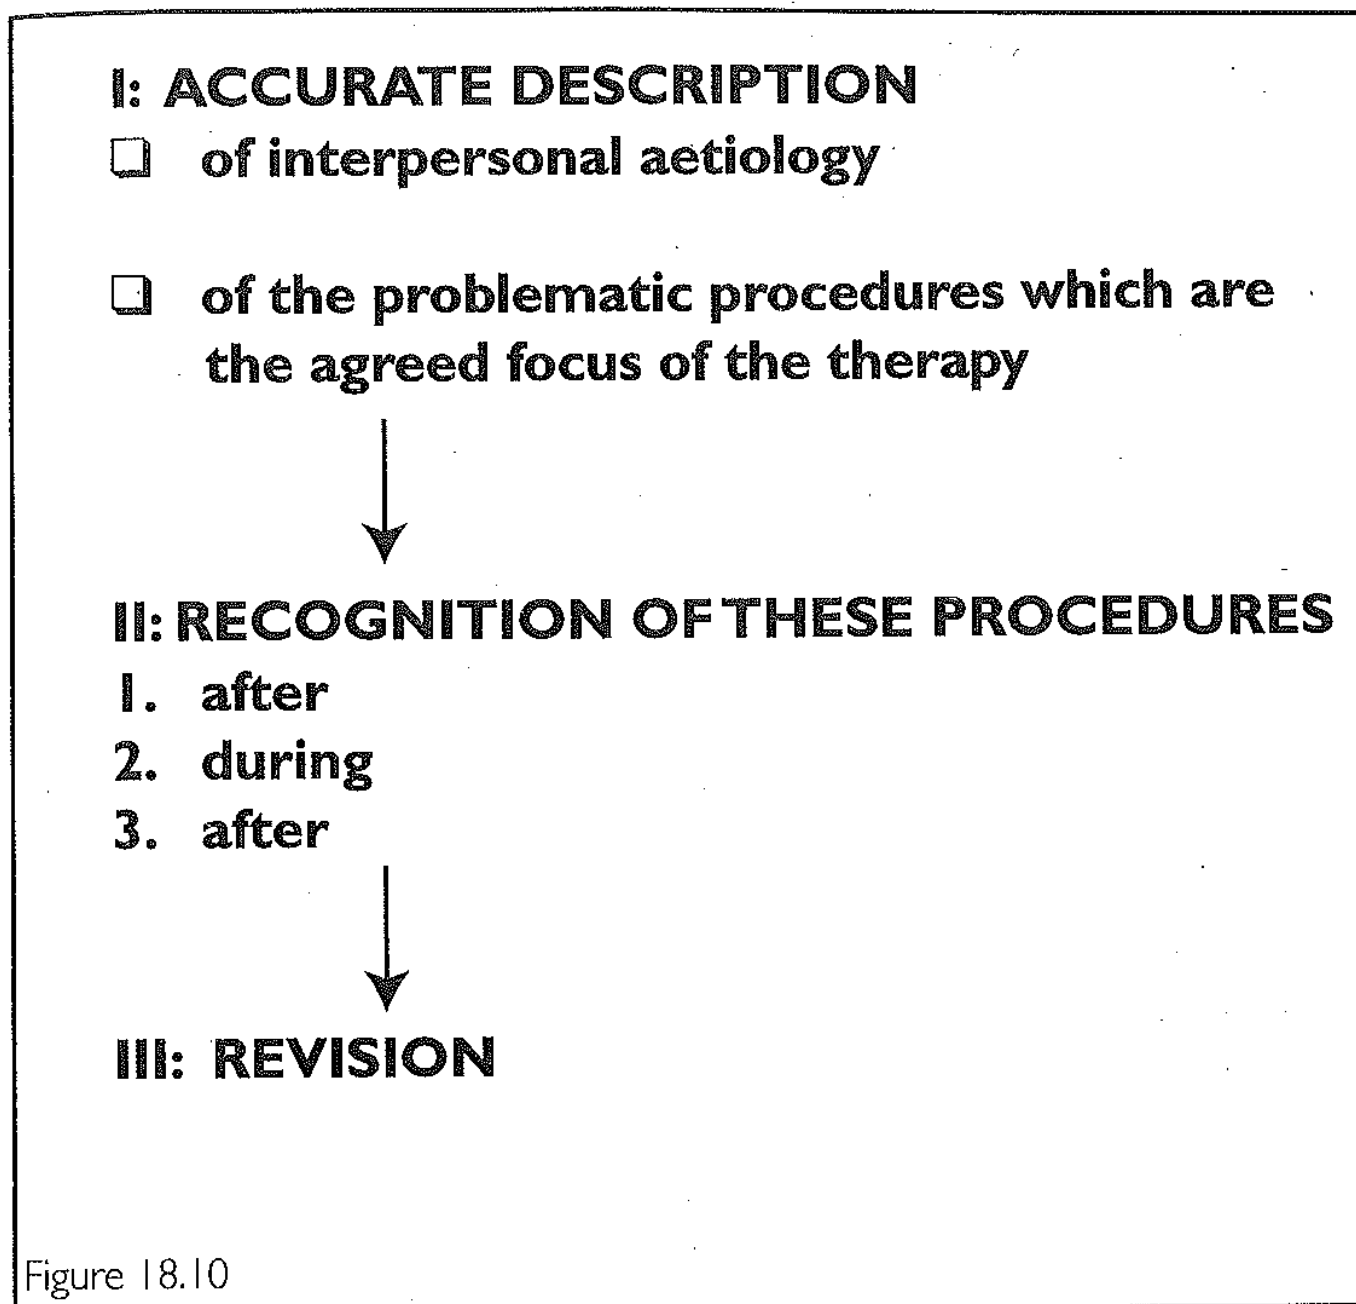 I: ACCURATE DESCRIPTION
❏ of interpersonal aetiology
❏ of the problematic procedures which are
the agreed focus of the therapy
II: RECOGNITION OF THESE PROCEDURES
1. after
2. during
3. after
III: REVISION
Figure 18.10